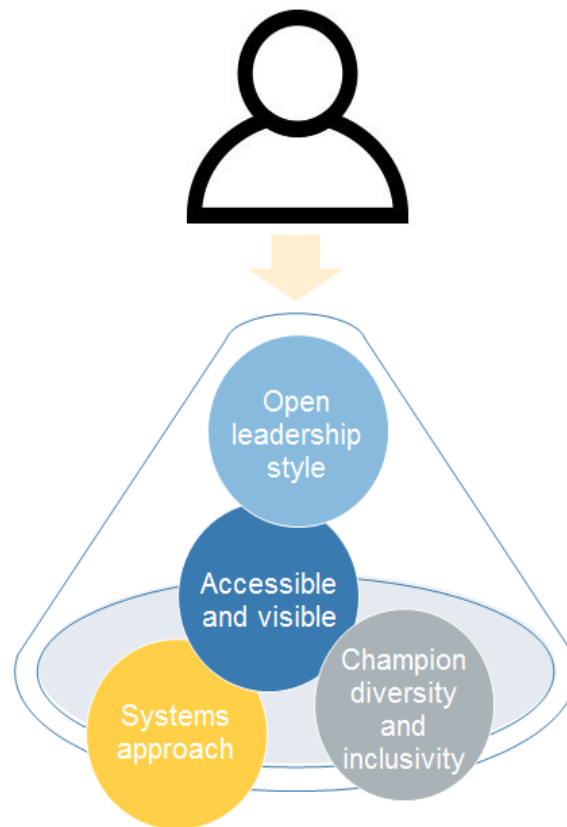 Open
leadership
style
Accessible
and visible
Systems
approach
Champion
diversity
and
inclusivity